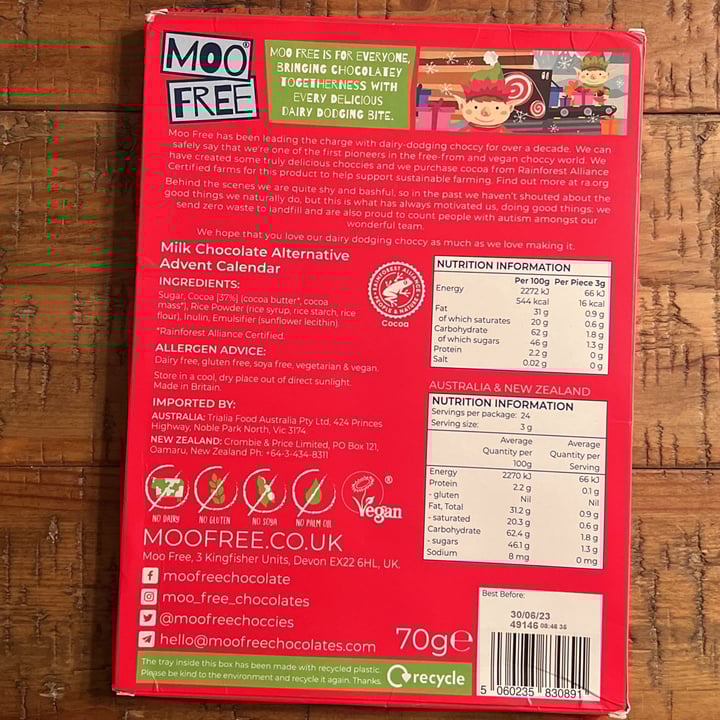 MOO®
FREE
MOO FREE IS FOR EVERYONE,
BRINGING CHOCOLATEY
TOGETHERNESS WITH
EVERY DELICIOUS
DAIRY DODGING BITE.
Moo Free has been leading the charge with dairy-dodging choccy for over a decade. We can
safely say that we're one of the first pioneers in the free-from and vegan choccy world. We
have created some truly delicious choccies and we purchase cocoa from Rainforest Alliance
Certified farms for this product to help support sustainable farming. Find out more at ra.org
Behind the scenes we are quite shy and bashful, so in the past we haven't shouted about the
good things we naturally do, but this is what has always motivated us, doing good things: we
send zero waste to landfill and are also proud to count people with autism amongst our
wonderful team.
We hope that you love our dairy dodging choccy as much as we love making it.
Milk Chocolate Alternative
Advent Calendar
INGREDIENTS:
Sugar, Cocoa [37%] (cocoa butter*, cocoa
mass*), Rice Powder (rice syrup, rice starch, rice
flour), Inulin, Emulsifier (sunflower lecithin).
*Rainforest Alliance Certified.
RAINFOREST ALLIANCE
PEOPLE & NATURE
Cocoa
ALLERGEN ADVICE:
Dairy free, gluten free, soya free, vegetarian & vegan.
Store in a cool, dry place out of direct sunlight.
Made in Britain.
IMPORTED BY:
AUSTRALIA: Trialia Food Australia Pty Ltd, 424 Princes
Highway, Noble Park North, Vic 3174.
NEW ZEALAND: Crombie & Price Limited, PO Box 121,
Oamaru, New Zealand Ph: +64-3-434-8311
NUTRITION INFORMATION
Per 100g Per Piece 3g
Energy 2272 kJ 66 kJ
544 kcal 16 kcal
Fat 31 g 0.9 g
of which saturates 20 g 0.6 g
Carbohydrate 62 g 1.8 g
of which sugars 46 g 1.3 g
Protein 2.2 g 0 g
Salt 0.02 g 0 g
AUSTRALIA & NEW ZEALAND
NUTRITION INFORMATION
Servings per package: 24
Serving size: 3 g
Average Average
Quantity per Quantity per
100g Serving
Energy 2270 kJ 66 kJ
Protein 2.2 g 0.1 g
- gluten Nil Nil
Fat, Total 31.2 g 0.9 g
- saturated 20.3 g 0.6 g
Carbohydrate 62.4 g 1.8 g
- sugars 46.1 g 1.3 g
Sodium 8 mg 0 mg
NO DAIRY NO GLUTEN NO SOYA NO PALM OIL
Vegan ®
MOOFREE.CO.UK
Moo Free, 3 Kingfisher Units, Devon EX22 6HL, UK.
moofreechocolate
moo_free_chocolates
@moofreechoccies
hello@moofreechocolates.com
70g℮
The tray inside this box has been made with recycled plastic.
Please be kind to the environment and recycle it again. Thanks.
recycle
Best Before:
30/06/23
49146 08:46 35
5 060235 830891